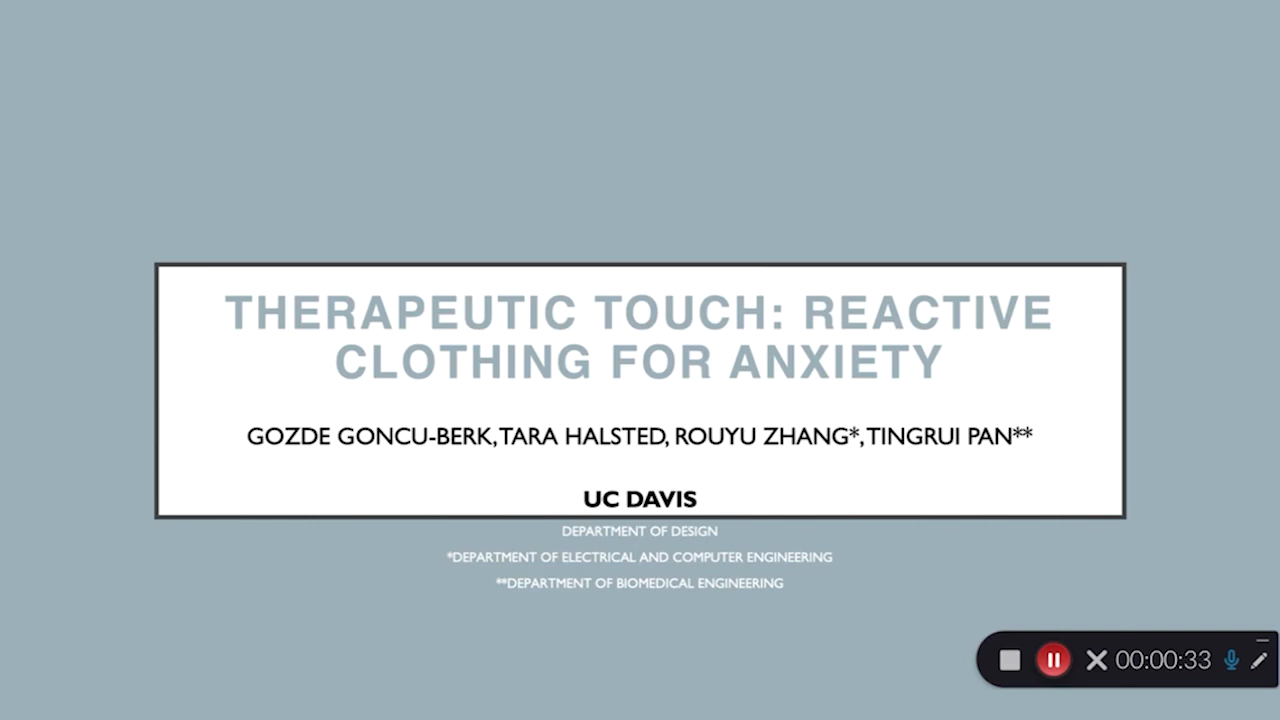 THERAPEUTIC TOUCH: REACTIVE
CLOTHING FOR ANXIETY
GOZDE GONCU-BERK, TARA HALSTED, ROUYU ZHANG*, TINGRUI PAN**
UC DAVIS
DEPARTMENT OF DESIGN
*DEPARTMENT OF ELECTRICAL AND COMPUTER ENGINEERING
**DEPARTMENT OF BIOMEDICAL ENGINEERING
00:00:33